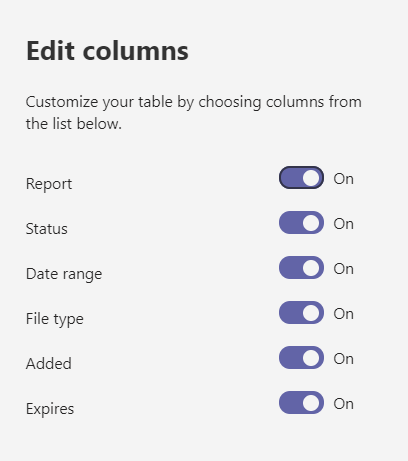 Edit columns
Customize your table by choosing columns from
the list below.
Report On
Status On
Date range On
File type On
Added On
Expires On